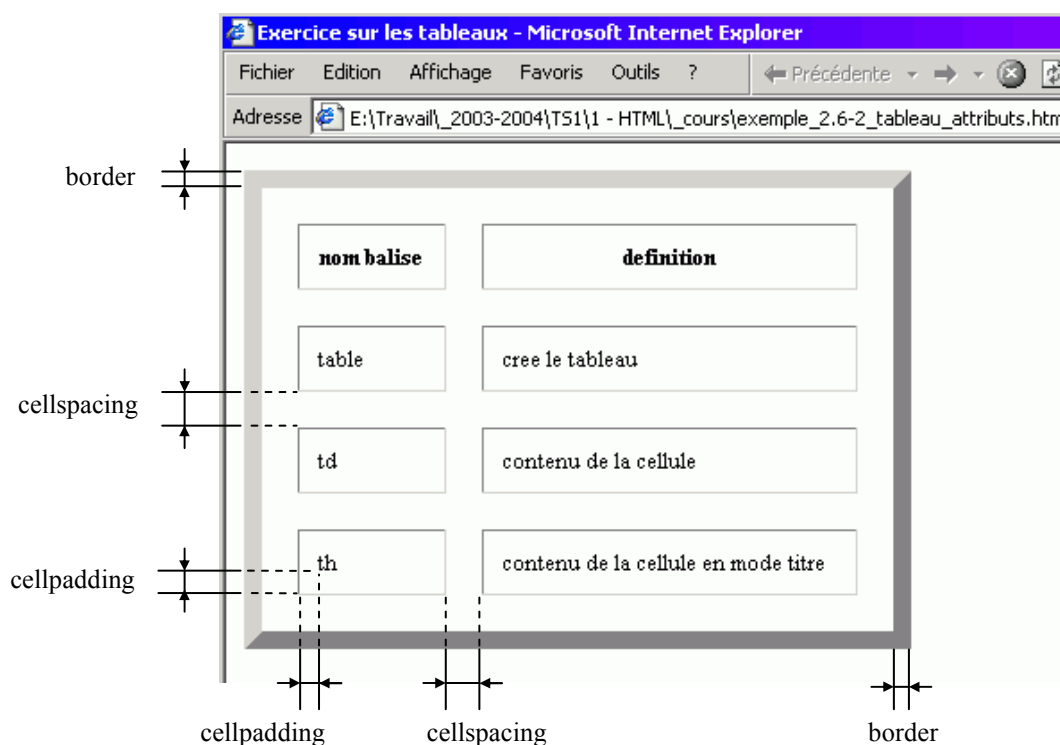 Exercice sur les tableaux - Microsoft Internet Explorer
Fichier Edition Affichage Favoris Outils ? Précédente
Adresse E:\Travail\_2003-2004\TS1\1 - HTML\_cours\exemple_2.6-2_tableau_attributs.htm
border
nom balise definition
table cree le tableau
cellspacing
td contenu de la cellule
th contenu de la cellule en mode titre
cellpadding
cellpadding cellspacing border